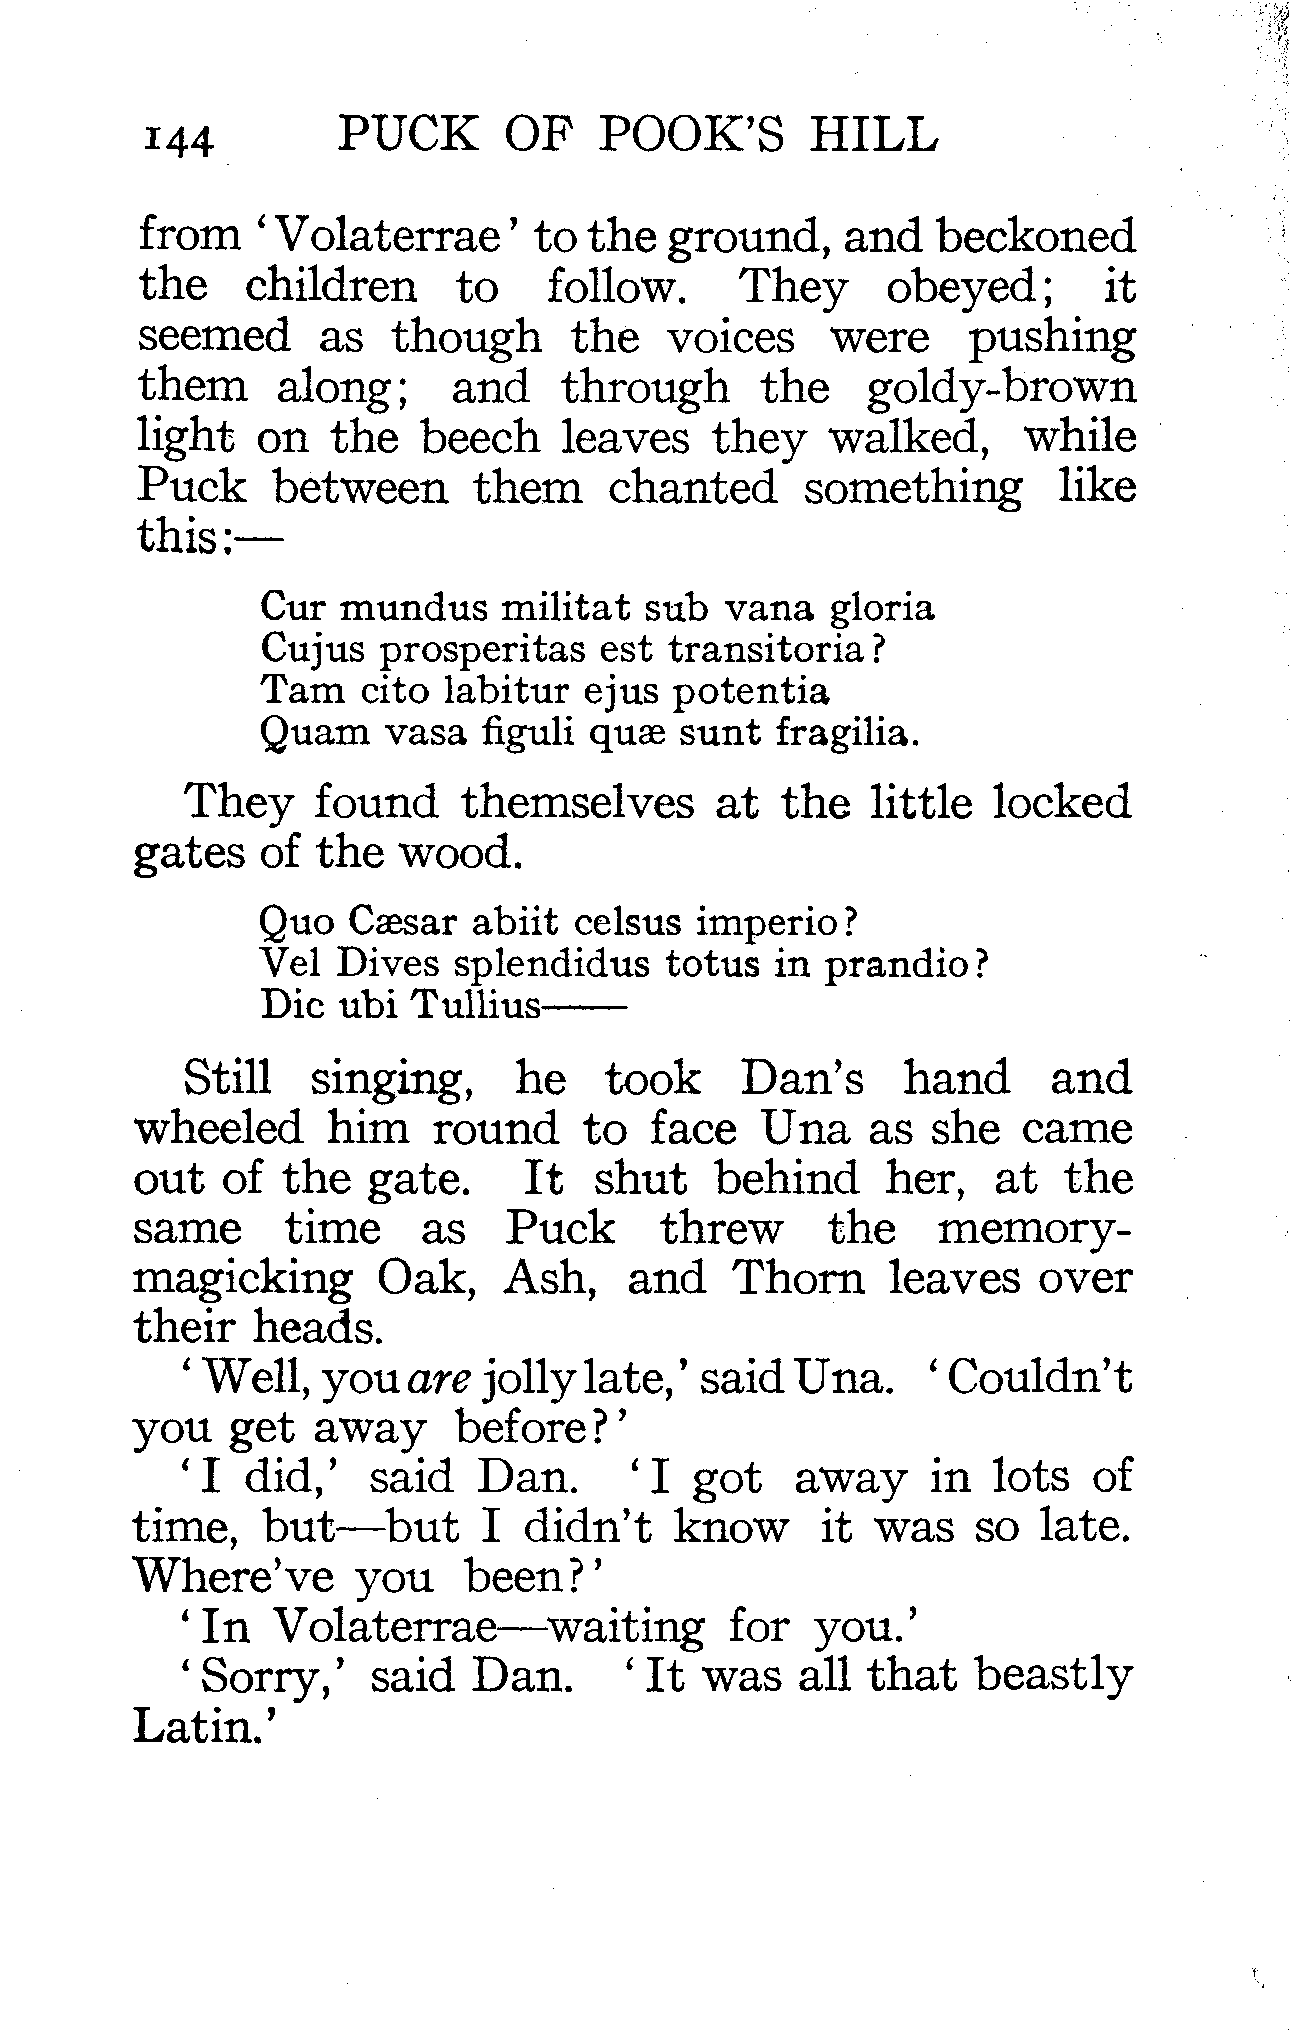 144 PUCK OF POOK'S HILL
from ‘Volaterrae’ to the ground, and beckoned
the children to follow. They obeyed; it
seemed as though the voices were pushing
them along; and through the goldy-brown
light on the beech leaves they walked, while
Puck between them chanted something like
this:—
Cur mundus militat sub vana gloria
Cujus prosperitas est transitoria?
Tam cito labitur ejus potentia
Quam vasa figuli quæ sunt fragilia.
They found themselves at the little locked
gates of the wood.
Quo Cæsar abiit celsus imperio?
Vel Dives splendidus totus in prandio?
Dic ubi Tullius——
Still singing, he took Dan's hand and
wheeled him round to face Una as she came
out of the gate. It shut behind her, at the
same time as Puck threw the memory-
magicking Oak, Ash, and Thorn leaves over
their heads.
‘Well, you are jolly late,’ said Una. ‘Couldn't
you get away before?’
‘I did,’ said Dan. ‘I got away in lots of
time, but—but I didn't know it was so late.
Where've you been?’
‘In Volaterrae—waiting for you.’
‘Sorry,’ said Dan. ‘It was all that beastly
Latin.’